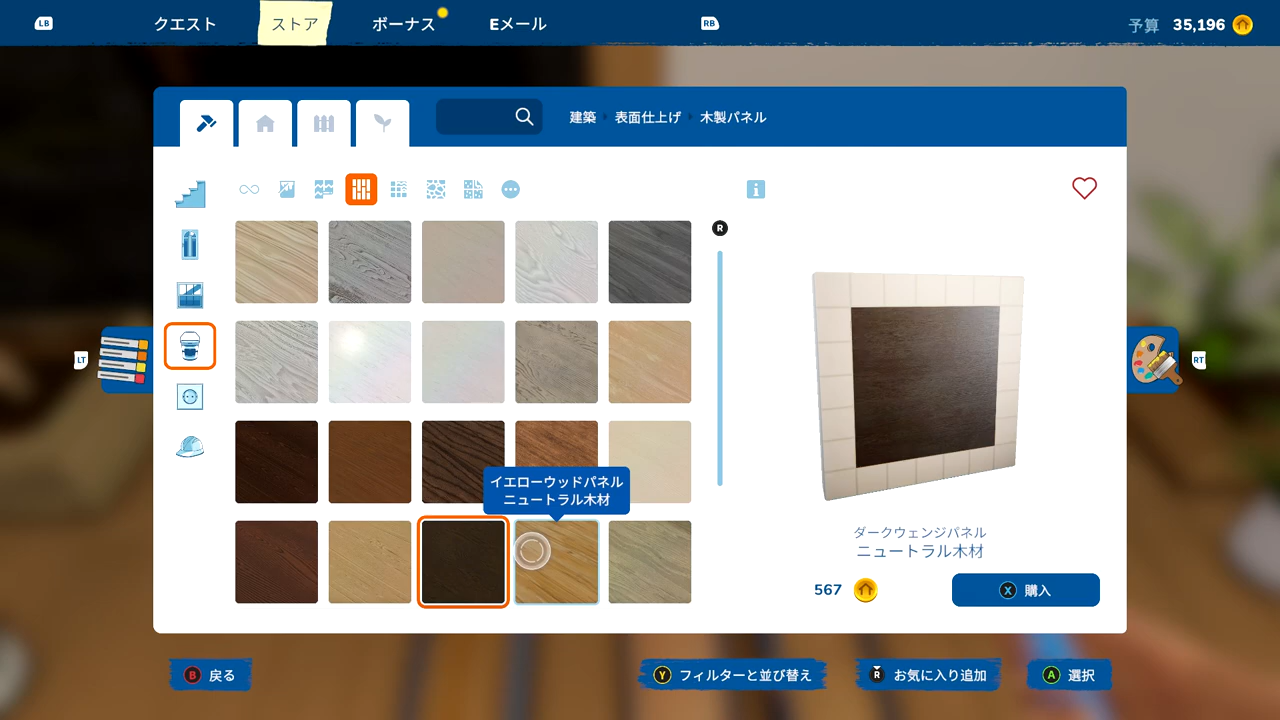 LB
クエスト
ストア
ボーナス
Eメール
RB
予算 35,196
建築 表面仕上げ 木製パネル
R
LT
RT
イエローウッドパネル
ニュートラル木材
ダークウェンジパネル
ニュートラル木材
567
X 購入
B 戻る
Y フィルターと並び替え
R お気に入り追加
A 選択